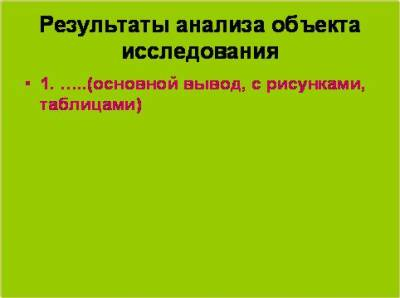 Результаты анализа объекта
исследования
• 1. …..(основной вывод, с рисунками,
таблицами)